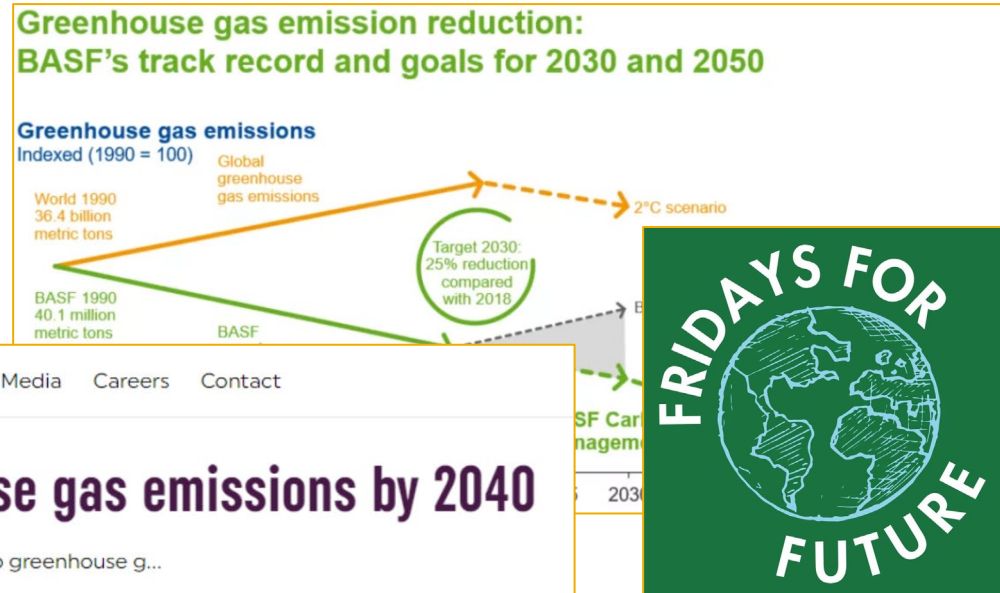 Greenhouse gas emission reduction:
BASF's track record and goals for 2030 and 2050
Greenhouse gas emissions
Indexed (1990 = 100)
Global
greenhouse
gas emissions
World 1990
36.4 billion
metric tons
2°C scenario
Target 2030:
25% reduction
compared
with 2018
BASF 1990
40.1 million
metric tons
BASF
Media Careers Contact
gas emissions by 2040
greenhouse g...
FRIDAYS FOR
FUTURE